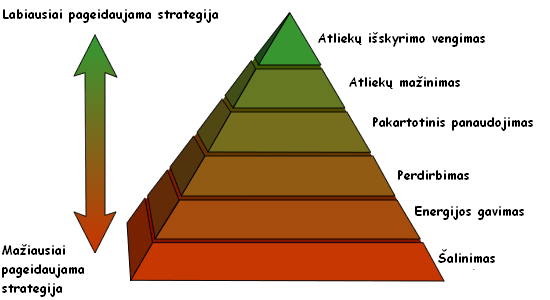 Labiausiai pageidaujama strategija
Atliekų išskyrimo vengimas
Atliekų mažinimas
Pakartotinis panaudojimas
Perdirbimas
Energijos gavimas
Šalinimas
Mažiausiai
pageidaujama
strategija